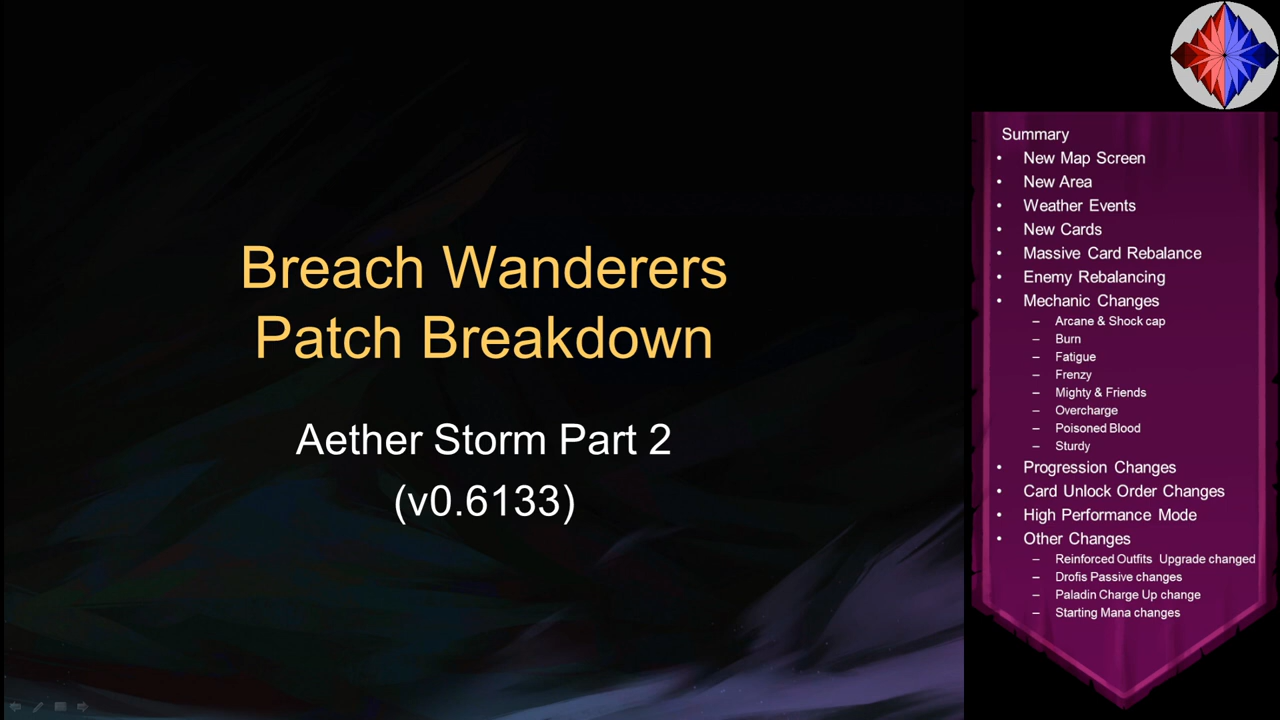 Breach Wanderers
Patch Breakdown
Aether Storm Part 2
(v0.6133)
Summary
• New Map Screen
• New Area
• Weather Events
• New Cards
• Massive Card Rebalance
• Enemy Rebalancing
• Mechanic Changes
– Arcane & Shock cap
– Burn
– Fatigue
– Frenzy
– Mighty & Friends
– Overcharge
– Poisoned Blood
– Sturdy
• Progression Changes
• Card Unlock Order Changes
• High Performance Mode
• Other Changes
– Reinforced Outfits Upgrade changed
– Drofis Passive changes
– Paladin Charge Up change
– Starting Mana changes